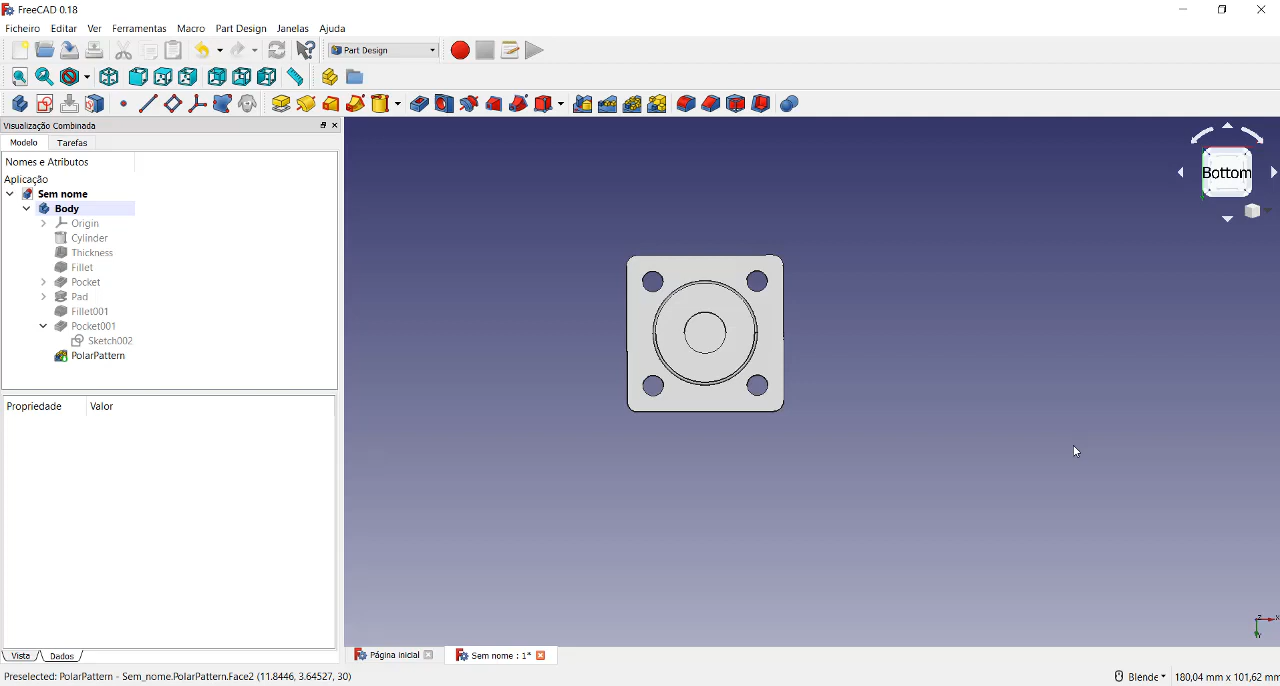 FreeCAD 0.18
Ficheiro Editar Ver Ferramentas Macro Part Design Janelas Ajuda
Part Design
Visualização Combinada
Modelo Tarefas
Nomes e Atributos
Aplicação
Sem nome
Body
Origin
Cylinder
Thickness
Fillet
Pocket
Pad
Fillet001
Pocket001
Sketch002
PolarPattern
Propriedade Valor
Bottom
Vista Dados
Página inicial Sem nome : 1*
Preselected: PolarPattern - Sem_nome.PolarPattern.Face2 (11.8446, 3.64527, 30) Blende 180,04 mm x 101,62 mm